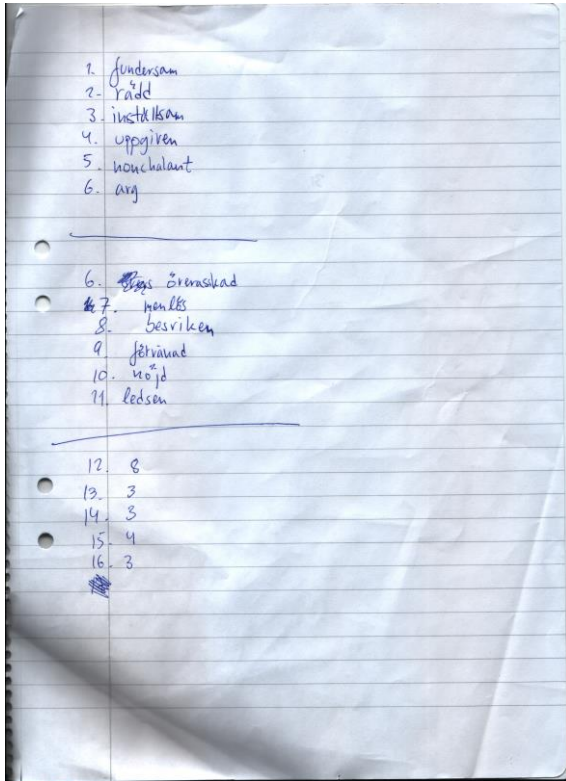 1. fundersam
2. rädd
3. inställsam
4. uppgiven
5. nonchalant
6. arg
6. överraskad
7. menlös
8. besviken
9. förvånad
10. nöjd
11. ledsen
12. 8
13. 3
14. 3
15. 4
16. 3